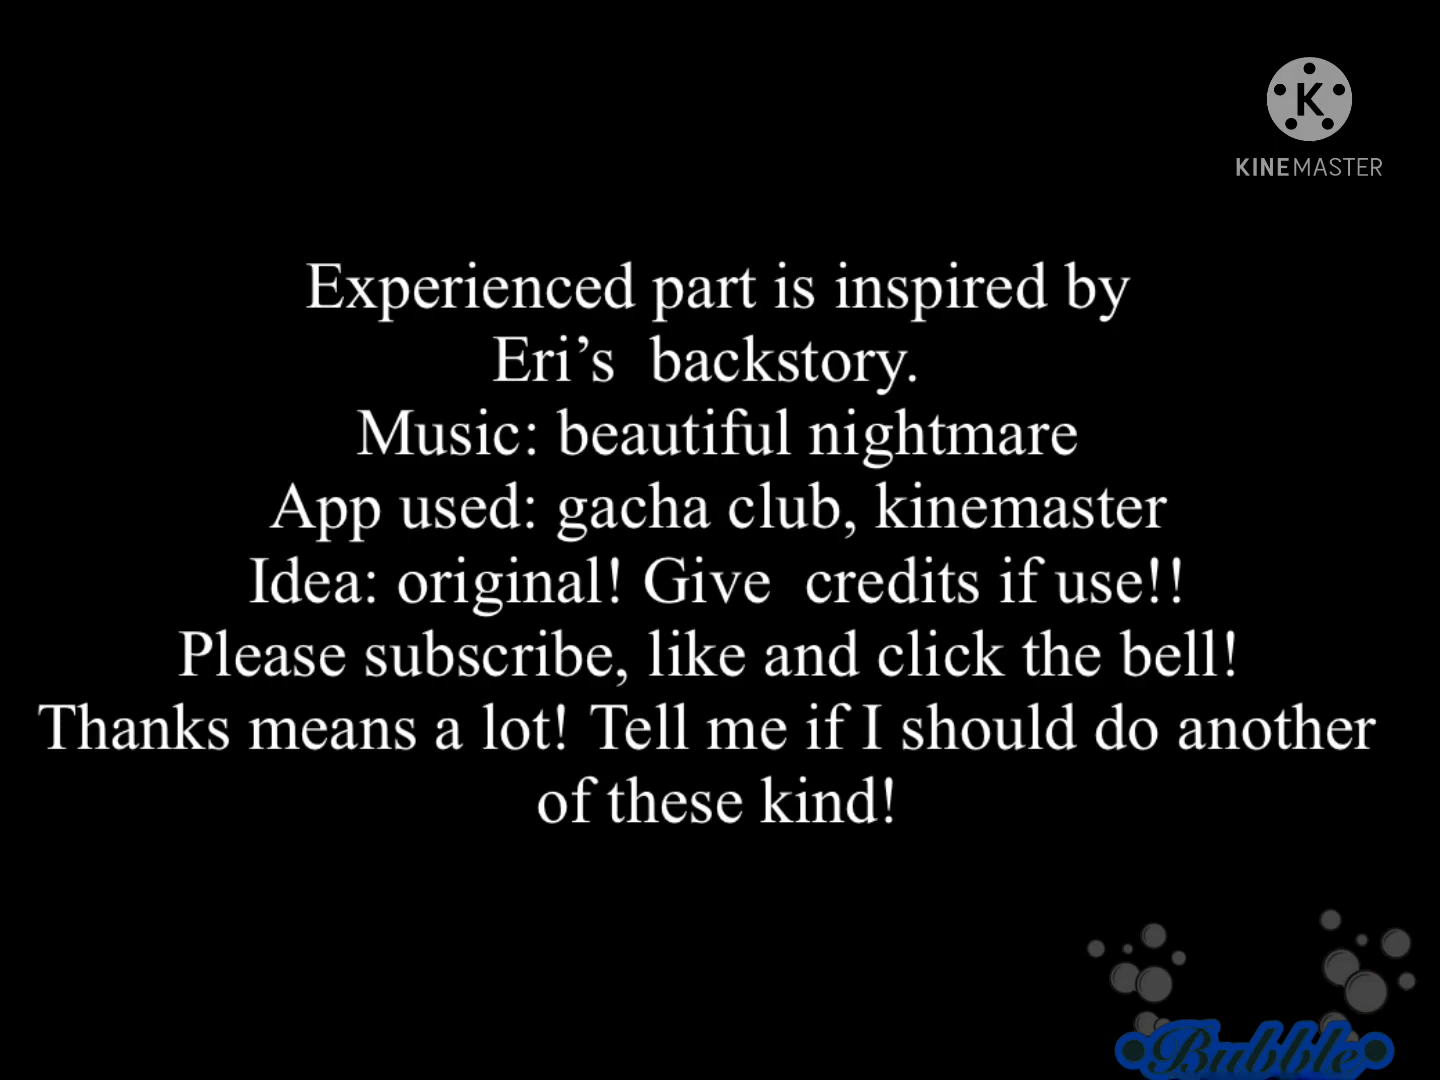 K
KINEMASTER
Experienced part is inspired by
Eri’s  backstory.
Music: beautiful nightmare
App used: gacha club, kinemaster
Idea: original! Give  credits if use!!
Please subscribe, like and click the bell!
Thanks means a lot! Tell me if I should do another
of these kind!
Bubble